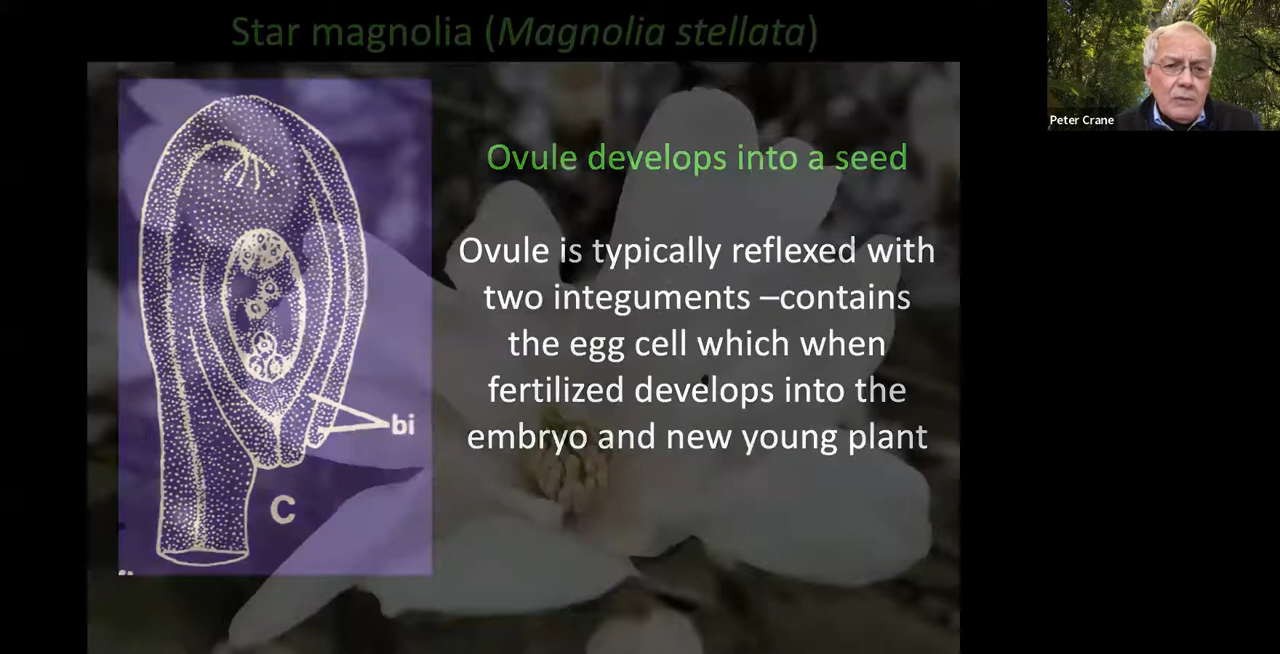 Star magnolia (Magnolia stellata)
Peter Crane
Ovule develops into a seed
Ovule is typically reflexed with
two integuments –contains
the egg cell which when
fertilized develops into the
embryo and new young plant
bi
C